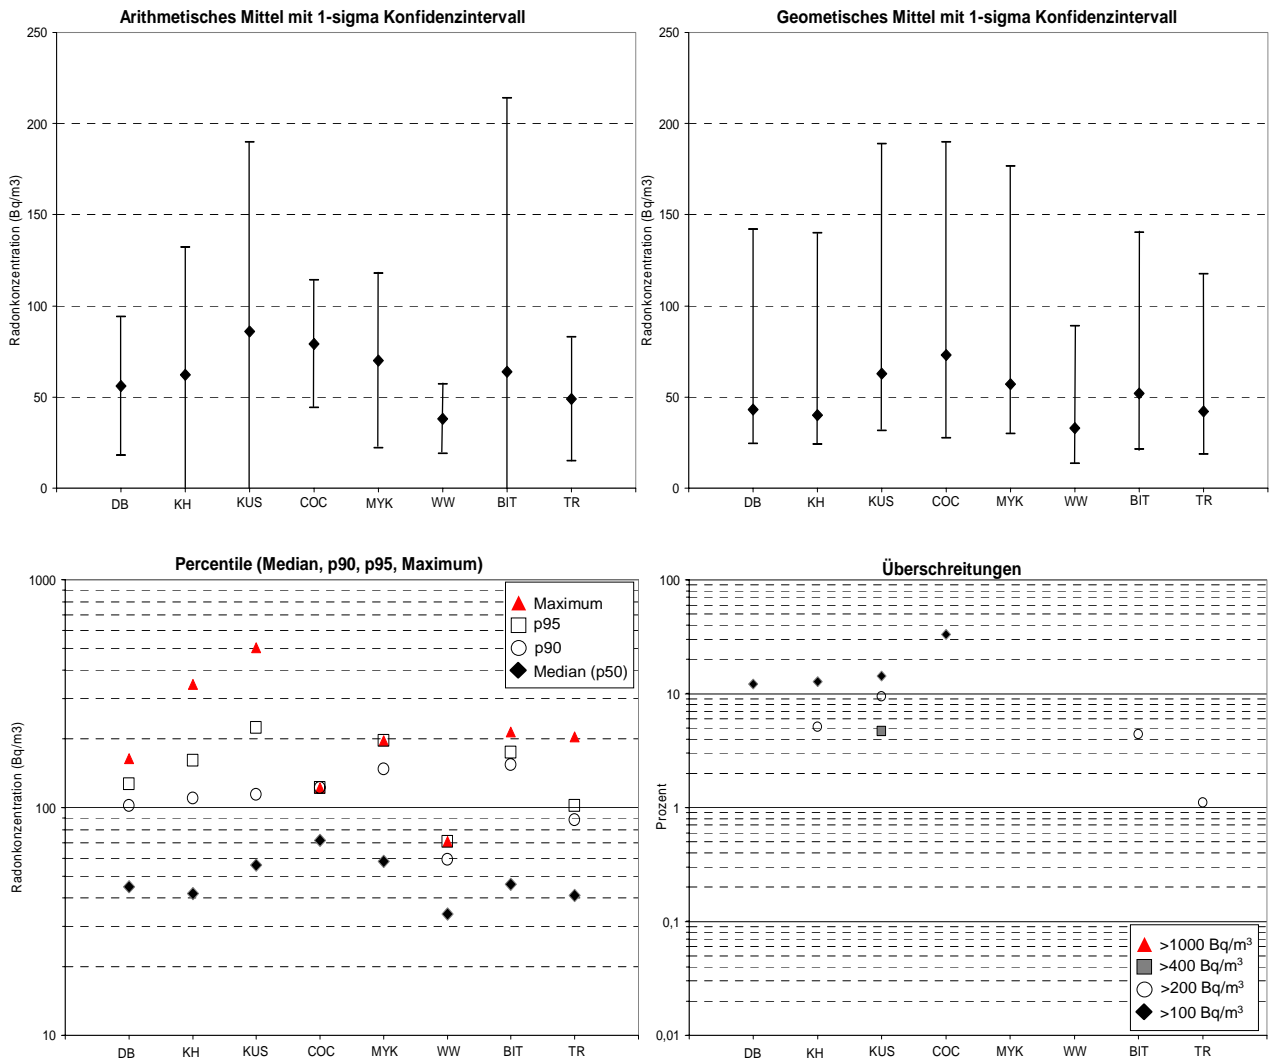 Arithmetisches Mittel mit 1-sigma Konfidenzintervall
250
200
150
100
50
0
Radonkonzentration (Bq/m3)
DB KH KUS COC MYK WW BIT TR
Geometisches Mittel mit 1-sigma Konfidenzintervall
250
200
150
100
50
0
Radonkonzentration (Bq/m3)
DB KH KUS COC MYK WW BIT TR
Percentile (Median, p90, p95, Maximum)
1000
100
10
Radonkonzentration (Bq/m3)
Maximum
p95
p90
Median (p50)
DB KH KUS COC MYK WW BIT TR
Überschreitungen
100
10
1
0,1
0,01
Prozent
>1000 Bq/m³
>400 Bq/m³
>200 Bq/m³
>100 Bq/m³
DB KH KUS COC MYK WW BIT TR